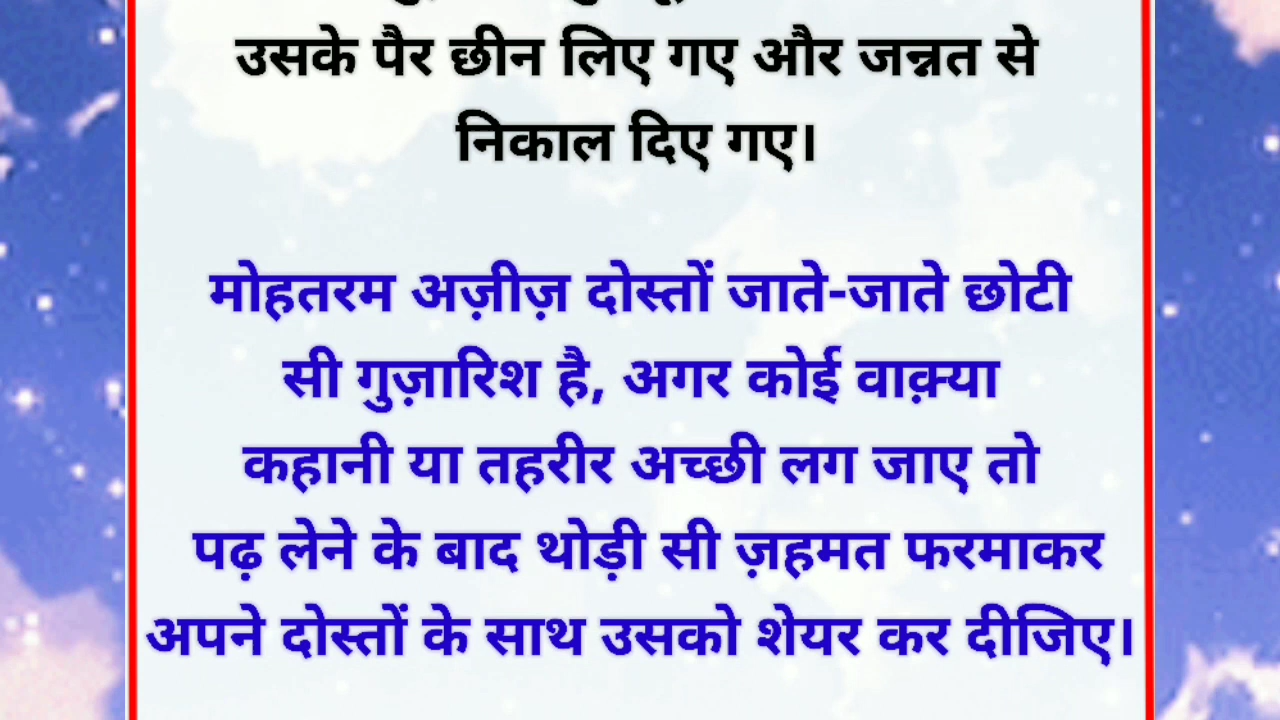 उसके पैर छीन लिए गए और जन्नत से
निकाल दिए गए।
मोहतरम अज़ीज़ दोस्तों जाते-जाते छोटी
सी गुज़ारिश है, अगर कोई वाक़्या
कहानी या तहरीर अच्छी लग जाए तो
पढ़ लेने के बाद थोड़ी सी ज़हमत फरमाकर
अपने दोस्तों के साथ उसको शेयर कर दीजिए।